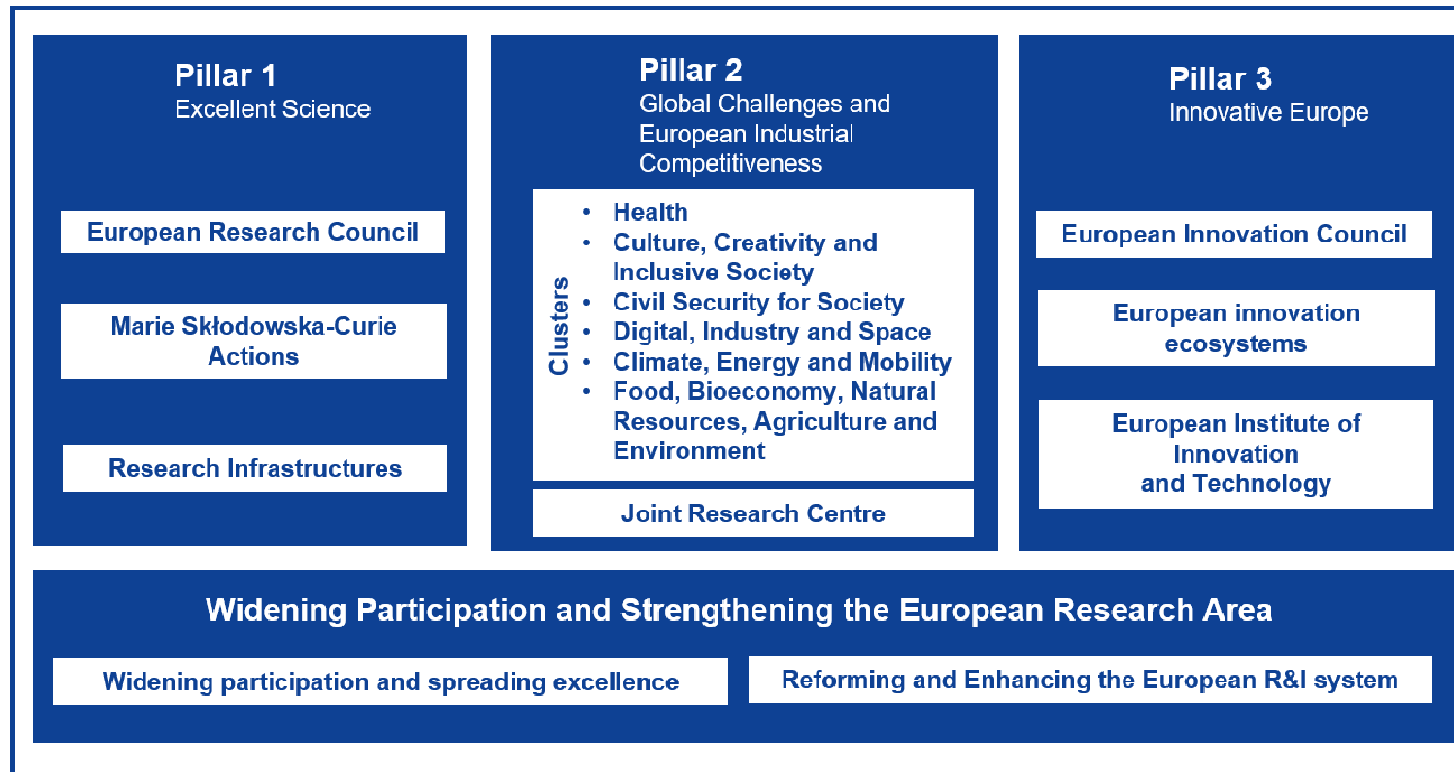 Pillar 1
Excellent Science
European Research Council
Marie Skłodowska-Curie
Actions
Research Infrastructures
Pillar 2
Global Challenges and
European Industrial
Competitiveness
Clusters
• Health
• Culture, Creativity and
Inclusive Society
• Civil Security for Society
• Digital, Industry and Space
• Climate, Energy and Mobility
• Food, Bioeconomy, Natural
Resources, Agriculture and
Environment
Joint Research Centre
Pillar 3
Innovative Europe
European Innovation Council
European innovation
ecosystems
European Institute of
Innovation
and Technology
Widening Participation and Strengthening the European Research Area
Widening participation and spreading excellence
Reforming and Enhancing the European R&I system